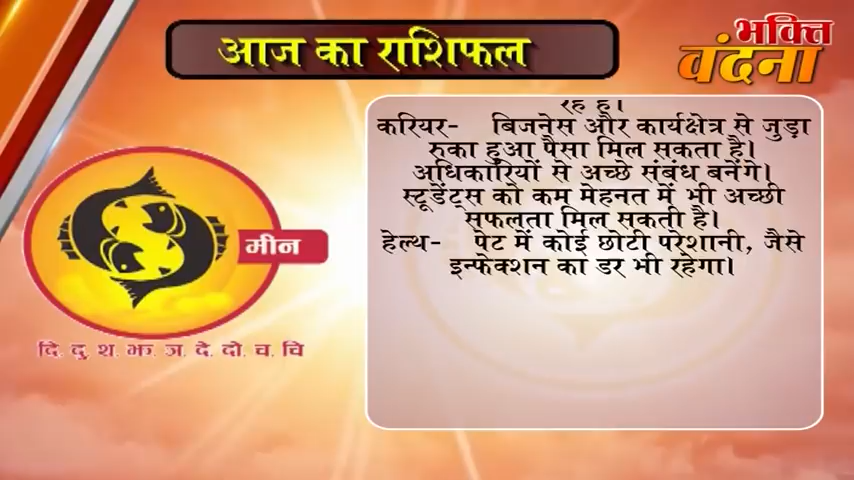 भक्ति
वंदना
आज का राशिफल
रहे हैं।
करियर- बिजनेस और कार्यक्षेत्र से जुड़ा
रुका हुआ पैसा मिल सकता है।
अधिकारियों से अच्छे संबंध बनेंगे।
स्टूडेंट्स को कम मेहनत में भी अच्छी
सफलता मिल सकती है।
हेल्थ- पेट में कोई छोटी परेशानी, जैसे
इन्फेक्शन का डर भी रहेगा।
मीन
दि, दु, श, झ, ज, दे, दो, च, चि